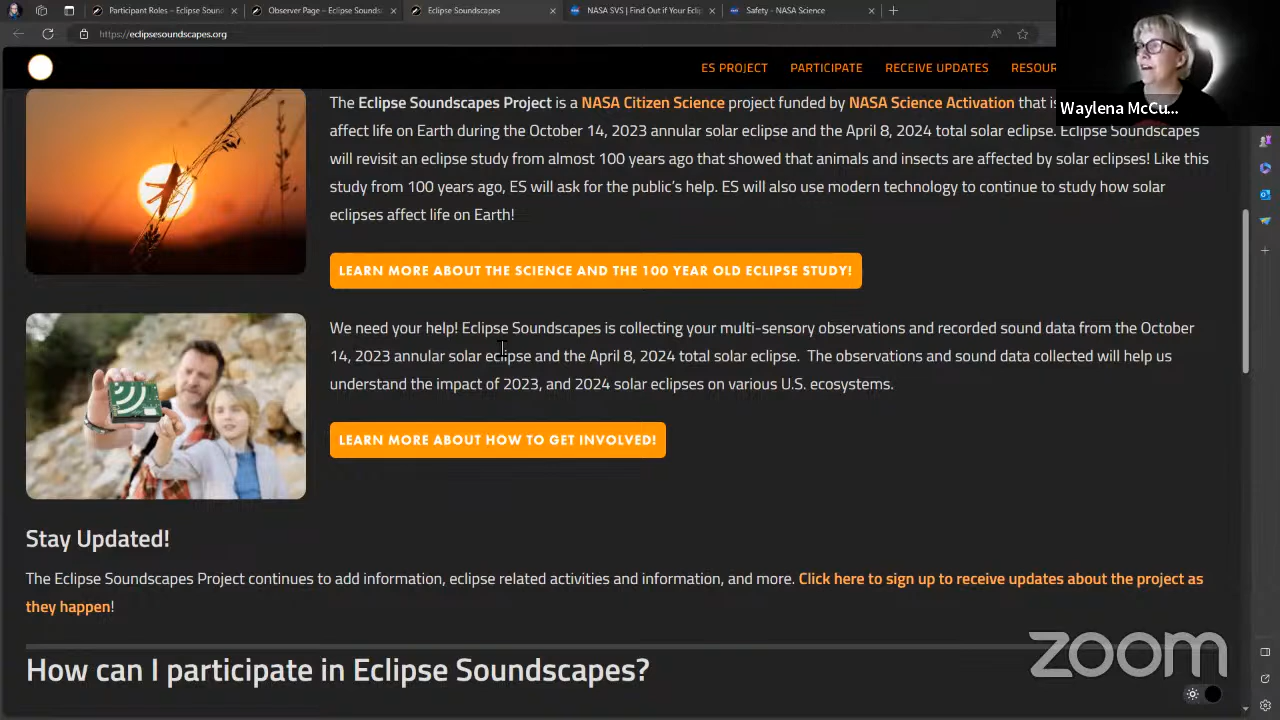 Participant Roles – Eclipse Soun
Observer Page – Eclipse Sounds
Eclipse Soundscapes
NASA SVS | Find Out if Your Ecli
Safety - NASA Science
https://eclipsesoundscapes.org
ES PROJECT PARTICIPATE RECEIVE UPDATES RESOUR
Waylena McCu...
The Eclipse Soundscapes Project is a NASA Citizen Science project funded by NASA Science Activation that is
affect life on Earth during the October 14, 2023 annular solar eclipse and the April 8, 2024 total solar eclipse. Eclipse Soundscapes
will revisit an eclipse study from almost 100 years ago that showed that animals and insects are affected by solar eclipses! Like this
study from 100 years ago, ES will ask for the public's help. ES will also use modern technology to continue to study how solar
eclipses affect life on Earth!
LEARN MORE ABOUT THE SCIENCE AND THE 100 YEAR OLD ECLIPSE STUDY!
We need your help! Eclipse Soundscapes is collecting your multi-sensory observations and recorded sound data from the October
14, 2023 annular solar eclipse and the April 8, 2024 total solar eclipse. The observations and sound data collected will help us
understand the impact of 2023, and 2024 solar eclipses on various U.S. ecosystems.
LEARN MORE ABOUT HOW TO GET INVOLVED!
Stay Updated!
The Eclipse Soundscapes Project continues to add information, eclipse related activities and information, and more. Click here to sign up to receive updates about the project as
they happen!
How can I participate in Eclipse Soundscapes?
zoom